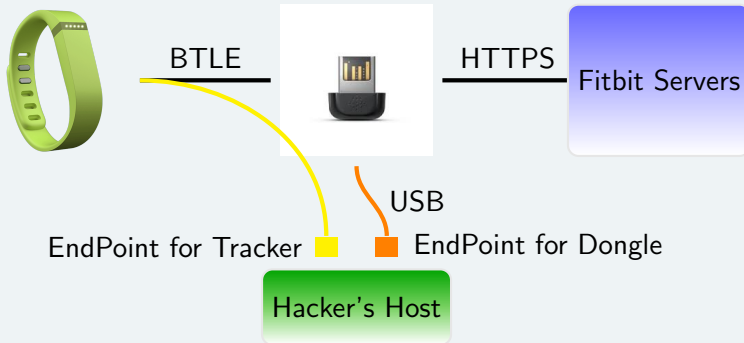 BTLE
HTTPS
Fitbit Servers
USB
EndPoint for Tracker
EndPoint for Dongle
Hacker's Host